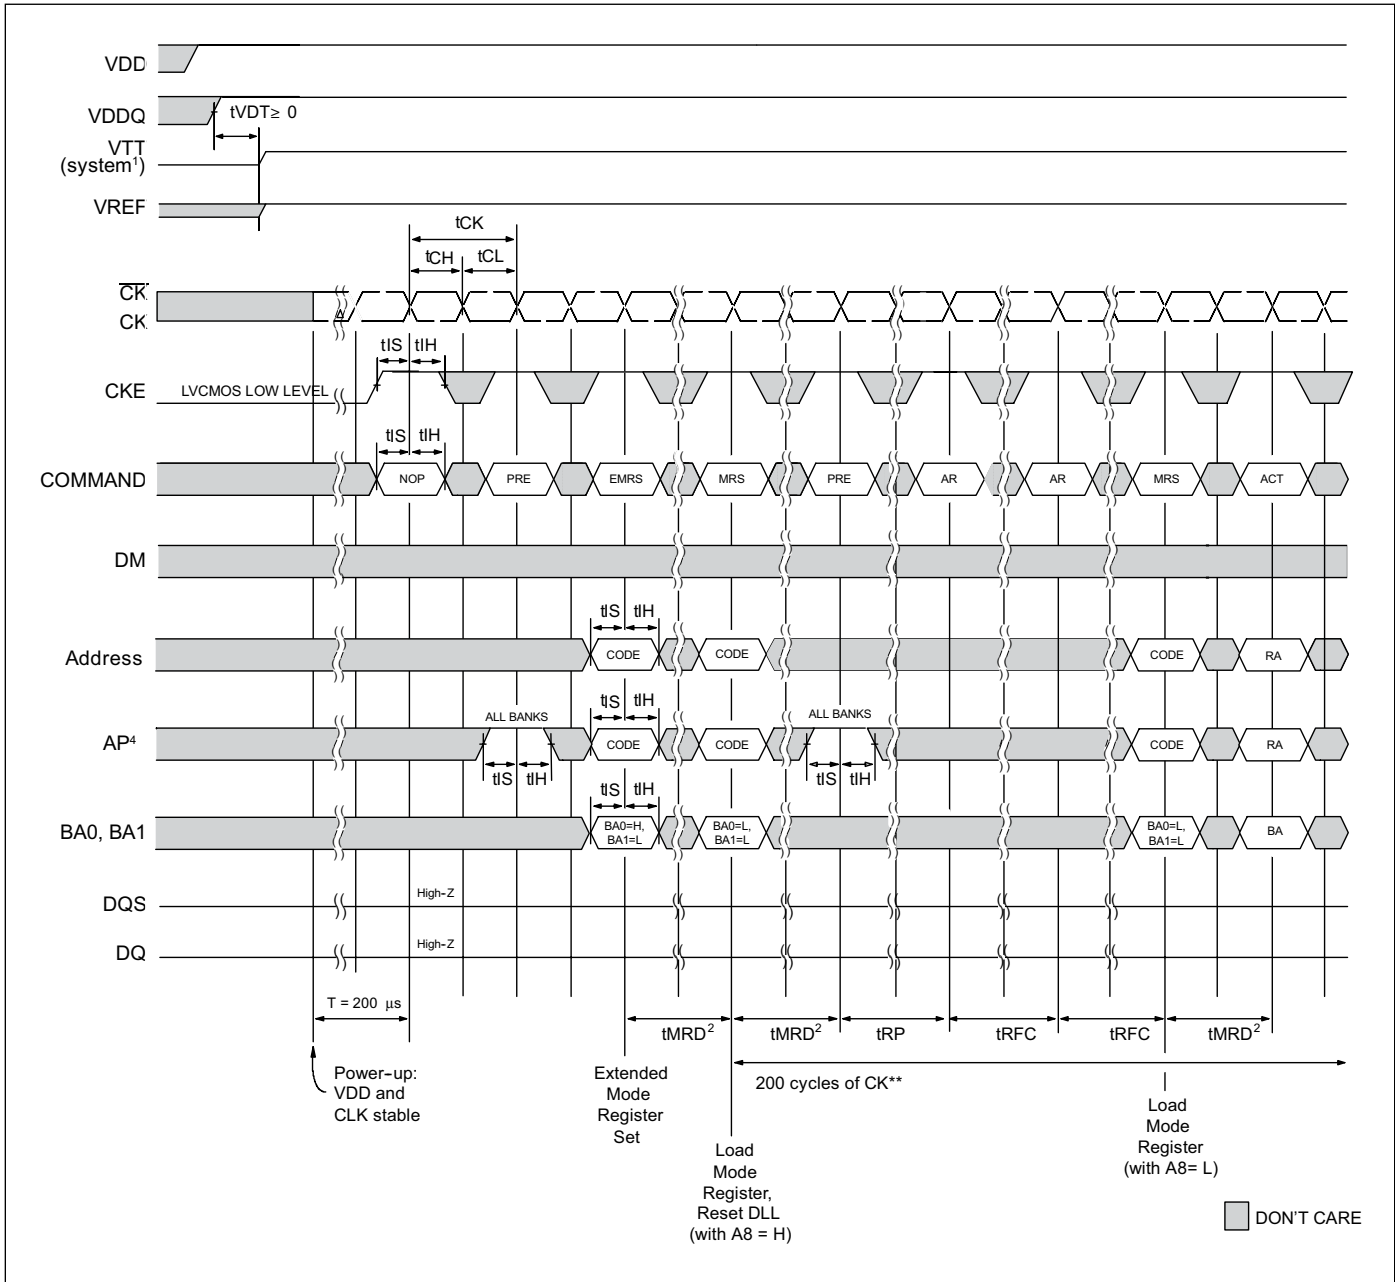 VDD
VDDQ
tVDT≥ 0
VTT
(system¹)
VREF
tCK
tCH tCL
CK
CK
tIS tIH
CKE
LVCMOS LOW LEVEL
tIS tIH
COMMAND
NOP PRE EMRS MRS PRE AR AR MRS ACT
DM
tIS tIH
Address
CODE CODE CODE RA
ALL BANKS
tIS tIH
ALL BANKS
AP⁴
CODE CODE CODE RA
tIS tIH
tIS tIH
tIS tIH
BA0, BA1
BA0=H,
BA1=L
BA0=L,
BA1=L
BA0=L,
BA1=L
BA
DQS
High-Z
DQ
High-Z
T = 200 µs
tMRD² tMRD² tRP tRFC tRFC tMRD²
Power-up:
VDD and
CLK stable
Extended
Mode
Register
Set
200 cycles of CK**
Load
Mode
Register,
Reset DLL
(with A8 = H)
Load
Mode
Register
(with A8= L)
DON'T CARE